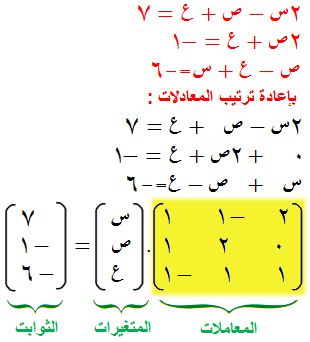 ٢س − ص + ع = ٧
٢ص + ع = −١
ص − ع + س = −٦
بإعادة ترتيب المعادلات :
٢س − ص + ع = ٧
٠ + ٢ص + ع = −١
س + ص − ع = −٦
٢ −١ ١ س ٧
٠ ٢ ١ . ص = −١
١ ١ −١ ع −٦
المعاملات المتغيرات الثوابت